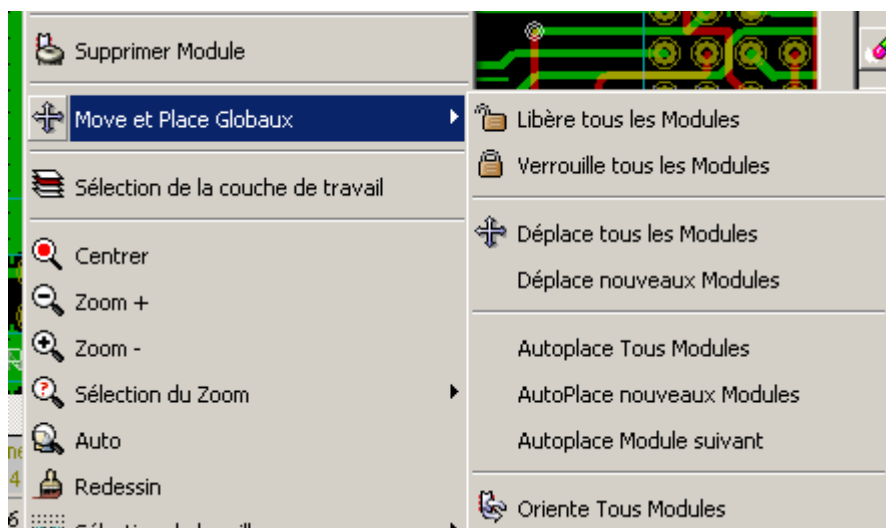 Supprimer Module
Move et Place Globaux
Sélection de la couche de travail
Centrer
Zoom +
Zoom -
Sélection du Zoom
Auto
Redessin
Libère tous les Modules
Verrouille tous les Modules
Déplace tous les Modules
Déplace nouveaux Modules
Autoplace Tous Modules
AutoPlace nouveaux Modules
Autoplace Module suivant
Oriente Tous Modules